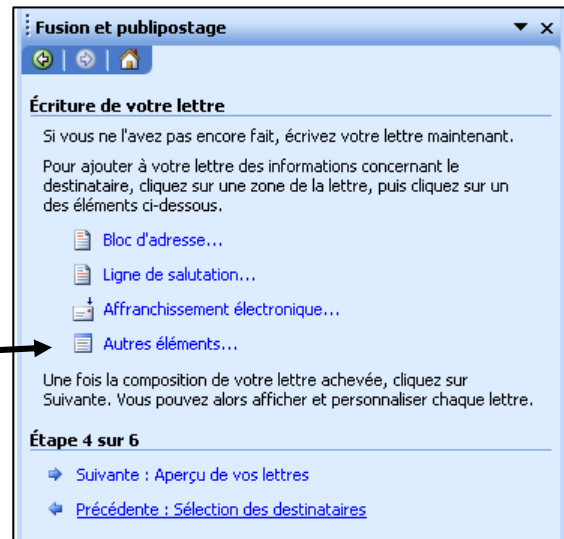 Fusion et publipostage
Écriture de votre lettre
Si vous ne l'avez pas encore fait, écrivez votre lettre maintenant.
Pour ajouter à votre lettre des informations concernant le
destinataire, cliquez sur une zone de la lettre, puis cliquez sur un
des éléments ci-dessous.
Bloc d'adresse...
Ligne de salutation...
Affranchissement électronique...
Autres éléments...
Une fois la composition de votre lettre achevée, cliquez sur
Suivante. Vous pouvez alors afficher et personnaliser chaque lettre.
Étape 4 sur 6
Suivante : Aperçu de vos lettres
Précédente : Sélection des destinataires